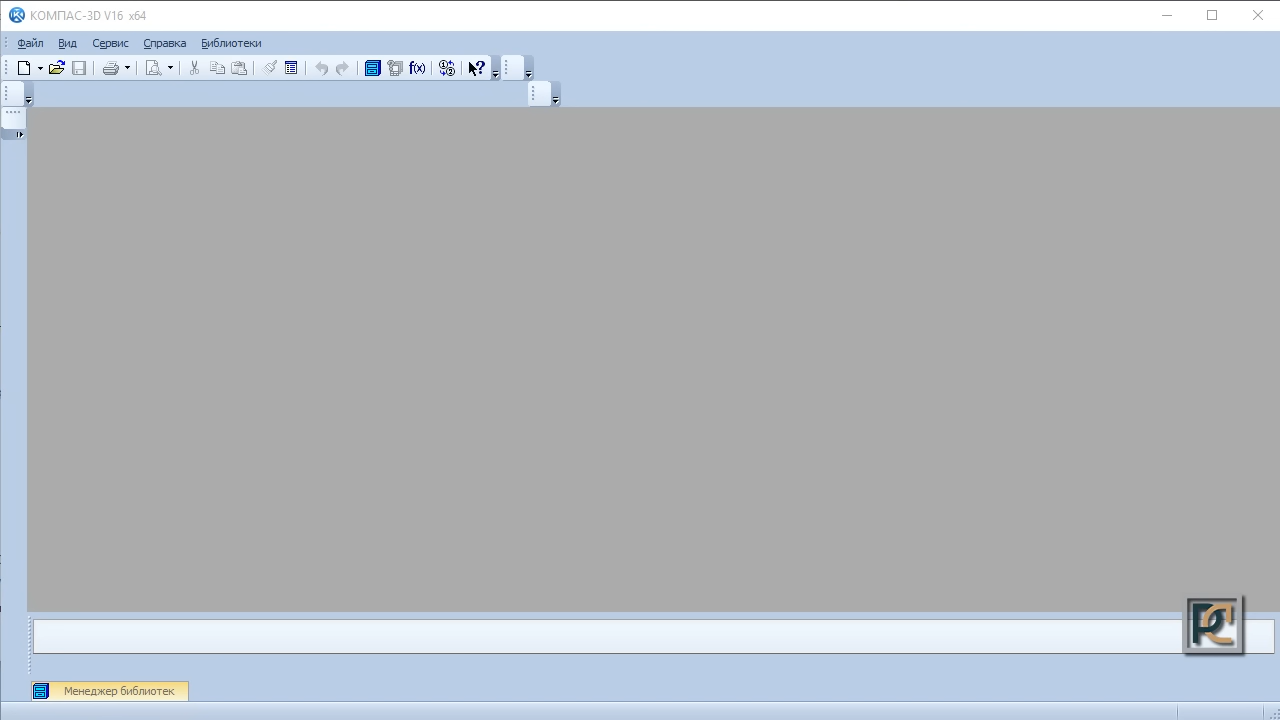 КОМПАС-3D V16 x64
Файл Вид Сервис Справка Библиотеки
f(x)
Менеджер библиотек